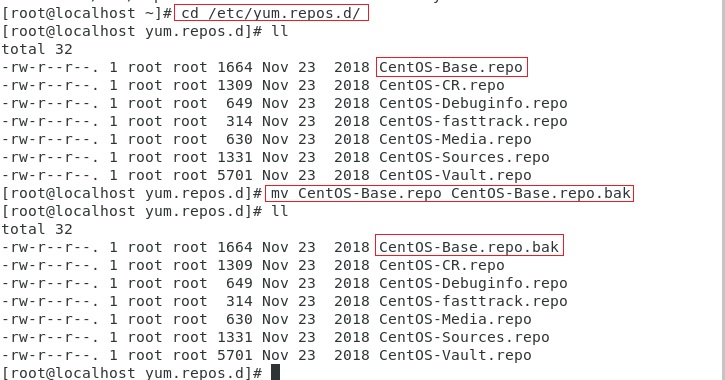 [root@localhost ~]# cd /etc/yum.repos.d/
[root@localhost yum.repos.d]# ll
total 32
-rw-r--r--. 1 root root 1664 Nov 23  2018 CentOS-Base.repo
-rw-r--r--. 1 root root 1309 Nov 23  2018 CentOS-CR.repo
-rw-r--r--. 1 root root  649 Nov 23  2018 CentOS-Debuginfo.repo
-rw-r--r--. 1 root root  314 Nov 23  2018 CentOS-fasttrack.repo
-rw-r--r--. 1 root root  630 Nov 23  2018 CentOS-Media.repo
-rw-r--r--. 1 root root 1331 Nov 23  2018 CentOS-Sources.repo
-rw-r--r--. 1 root root 5701 Nov 23  2018 CentOS-Vault.repo
[root@localhost yum.repos.d]# mv CentOS-Base.repo CentOS-Base.repo.bak
[root@localhost yum.repos.d]# ll
total 32
-rw-r--r--. 1 root root 1664 Nov 23  2018 CentOS-Base.repo.bak
-rw-r--r--. 1 root root 1309 Nov 23  2018 CentOS-CR.repo
-rw-r--r--. 1 root root  649 Nov 23  2018 CentOS-Debuginfo.repo
-rw-r--r--. 1 root root  314 Nov 23  2018 CentOS-fasttrack.repo
-rw-r--r--. 1 root root  630 Nov 23  2018 CentOS-Media.repo
-rw-r--r--. 1 root root 1331 Nov 23  2018 CentOS-Sources.repo
-rw-r--r--. 1 root root 5701 Nov 23  2018 CentOS-Vault.repo
[root@localhost yum.repos.d]#